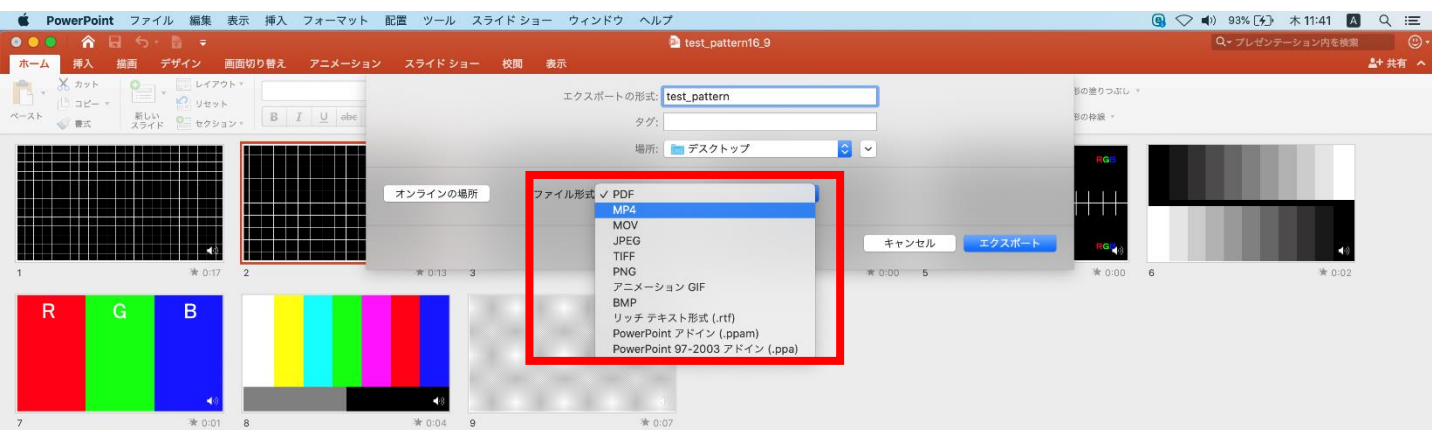 PowerPoint ファイル 編集 表示 挿入 フォーマット 配置 ツール スライドショー ウィンドウ ヘルプ 93% 木 11:41 A
test_pattern16_9 プレゼンテーション内を検索
ホーム 挿入 描画 デザイン 画面切り替え アニメーション スライド ショー 校閲 表示 共有
ペースト カット コピー 書式 新しいスライド レイアウト リセット セクション B I U abc
形の塗りつぶし
形の枠線
エクスポートの形式: test_pattern
タグ:
場所: デスクトップ
オンラインの場所 ファイル形式 ✓ PDF
MP4
MOV
JPEG
TIFF
PNG
アニメーション GIF
BMP
リッチ テキスト形式 (.rtf)
PowerPoint アドイン (.ppam)
PowerPoint 97-2003 アドイン (.ppa)
キャンセル エクスポート
RGB
RG
1 0:17 2 0:13 3 0:00 5 0:00 6 0:02
R G B
7 0:01 8 0:04 9 0:07